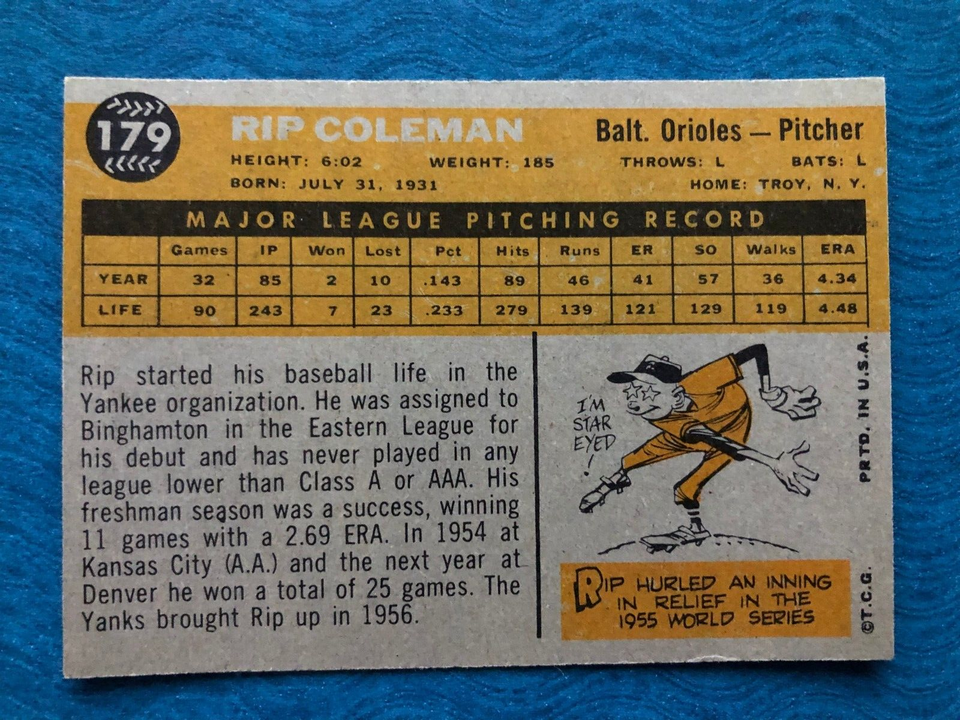 179
RIP COLEMAN
Balt. Orioles — Pitcher
HEIGHT: 6:02 WEIGHT: 185 THROWS: L BATS: L
BORN: JULY 31, 1931 HOME: TROY, N. Y.
MAJOR LEAGUE PITCHING RECORD
Games IP Won Lost Pct Hits Runs ER SO Walks ERA
YEAR 32 85 2 10 .143 89 46 41 57 36 4.34
LIFE 90 243 7 23 .233 279 139 121 129 119 4.48
Rip started his baseball life in the
Yankee organization. He was assigned to
Binghamton in the Eastern League for
his debut and has never played in any
league lower than Class A or AAA. His
freshman season was a success, winning
11 games with a 2.69 ERA. In 1954 at
Kansas City (A.A.) and the next year at
Denver he won a total of 25 games. The
Yanks brought Rip up in 1956.
I'M
STAR
EYED
!
RIP HURLED AN INNING
IN RELIEF IN THE
1955 WORLD SERIES
©T.C.G. PRTD. IN U.S.A.